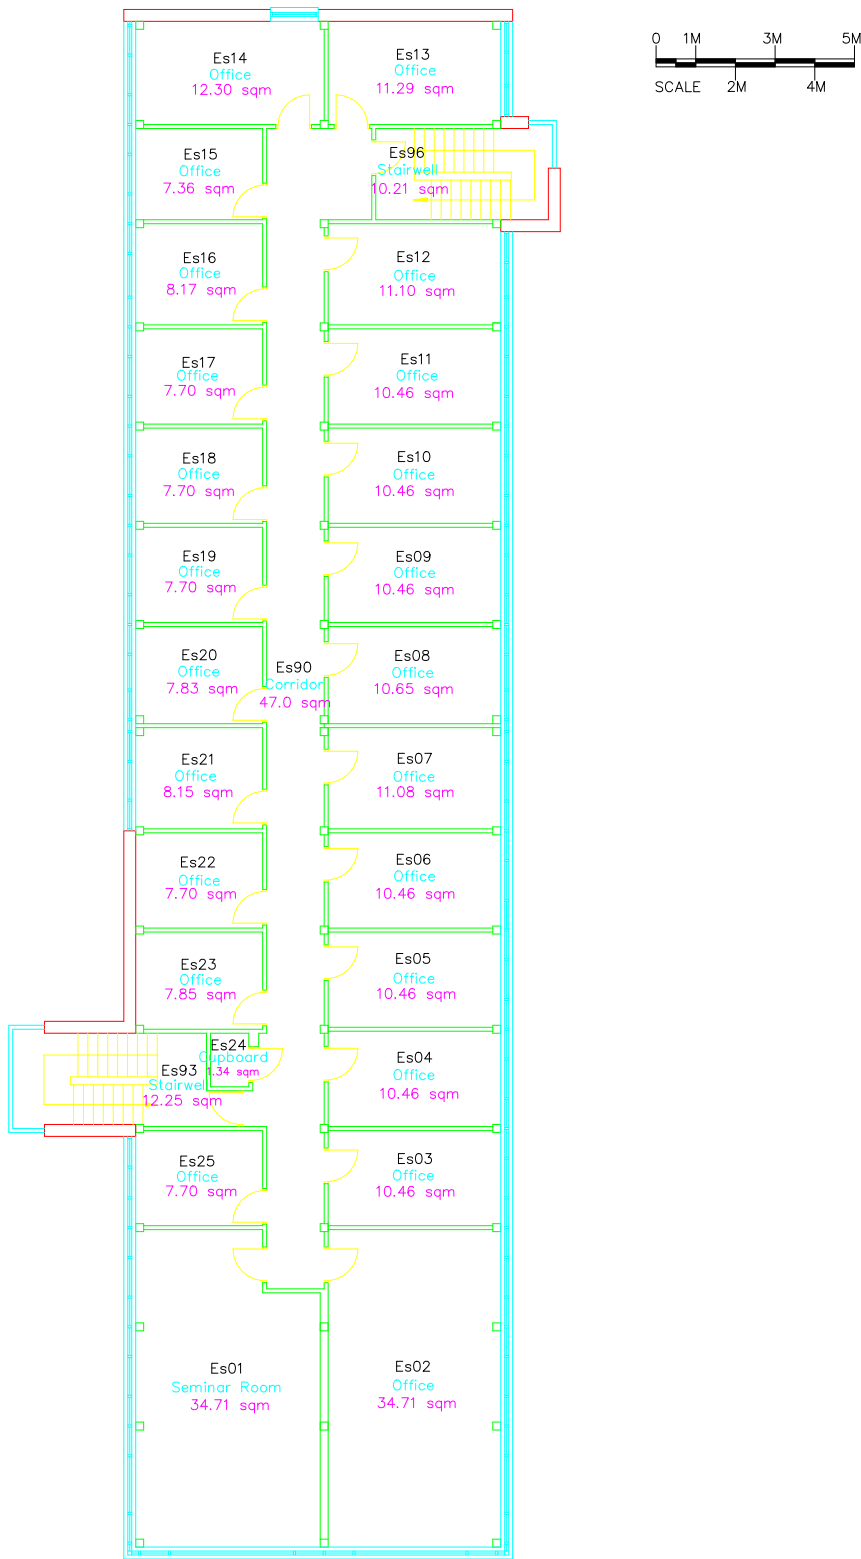 0 1M 3M 5M
SCALE 2M 4M
Es14
Office
12.30 sqm
Es13
Office
11.29 sqm
Es15
Office
7.36 sqm
Es96
Stairwell
10.21 sqm
Es16
Office
8.17 sqm
Es12
Office
11.10 sqm
Es17
Office
7.70 sqm
Es11
Office
10.46 sqm
Es18
Office
7.70 sqm
Es10
Office
10.46 sqm
Es19
Office
7.70 sqm
Es09
Office
10.46 sqm
Es20
Office
7.83 sqm
Es90
Corridor
47.0 sqm
Es08
Office
10.65 sqm
Es21
Office
8.15 sqm
Es07
Office
11.08 sqm
Es22
Office
7.70 sqm
Es06
Office
10.46 sqm
Es23
Office
7.85 sqm
Es05
Office
10.46 sqm
Es24
Cupboard
1.34 sqm
Es93
Stairwell
12.25 sqm
Es04
Office
10.46 sqm
Es25
Office
7.70 sqm
Es03
Office
10.46 sqm
Es01
Seminar Room
34.71 sqm
Es02
Office
34.71 sqm